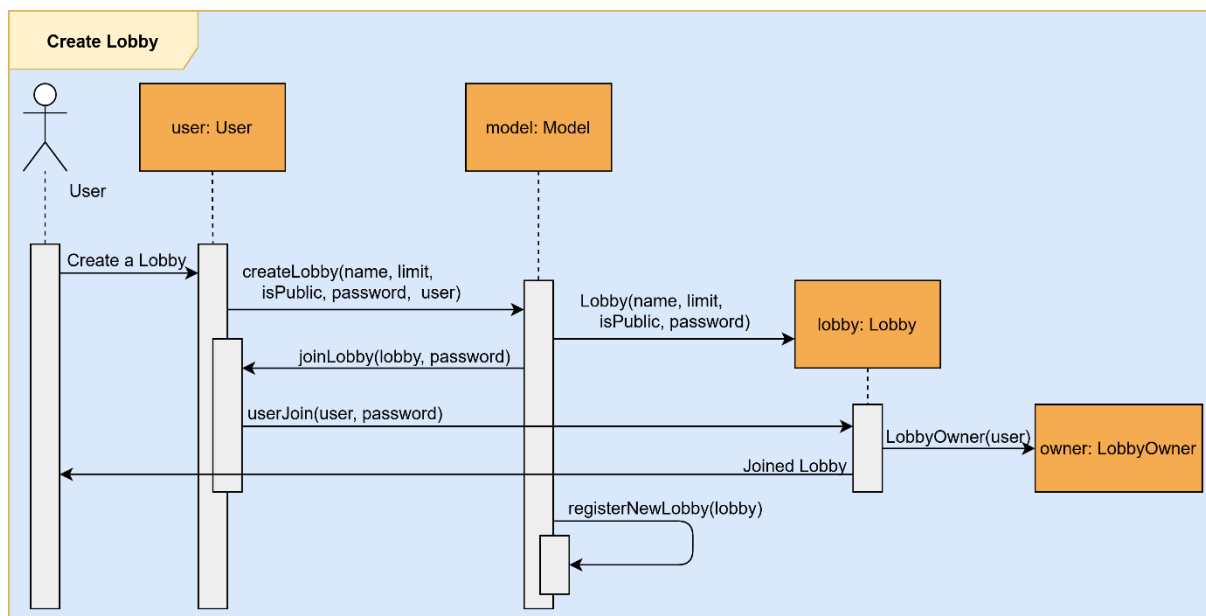 Create Lobby
user: User
model: Model
User
Create a Lobby
createLobby(name, limit,
isPublic, password, user)
Lobby(name, limit,
isPublic, password)
lobby: Lobby
joinLobby(lobby, password)
userJoin(user, password)
LobbyOwner(user)
owner: LobbyOwner
Joined Lobby
registerNewLobby(lobby)